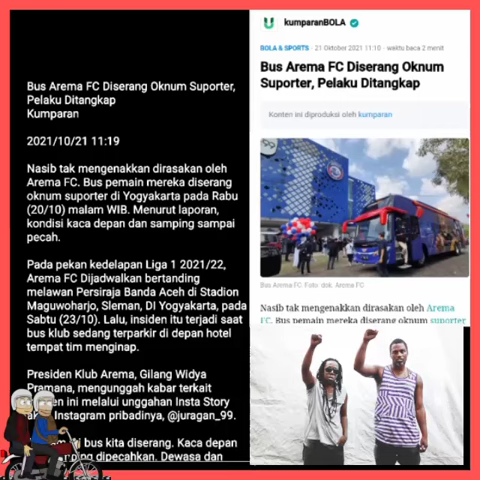 Bus Arema FC Diserang Oknum Suporter,
Pelaku Ditangkap
Kumparan
2021/10/21 11:19
Nasib tak mengenakkan dirasakan oleh
Arema FC. Bus pemain mereka diserang
oknum suporter di Yogyakarta pada Rabu
(20/10) malam WIB. Menurut laporan,
kondisi kaca depan dan samping sampai
pecah.
Pada pekan kedelapan Liga 1 2021/22,
Arema FC Dijadwalkan bertanding
melawan Persiraja Banda Aceh di Stadion
Maguwoharjo, Sleman, DI Yogyakarta, pada
Sabtu (23/10). Lalu, insiden itu terjadi saat
bus klub sedang terparkir di depan hotel
tempat tim menginap.
Presiden Klub Arema, Gilang Widya
Pramana, mengunggah kabar terkait
en ini melalui unggahan Insta Story
Instagram pribadinya, @juragan_99.
bus kita diserang. Kaca depan
dipecahkan. Dewasa dan
kumparanBOLA
BOLA & SPORTS · 21 Oktober 2021 11:10 · waktu baca 2 menit
Bus Arema FC Diserang Oknum
Suporter, Pelaku Ditangkap
Konten ini diproduksi oleh kumparan
Bus Arema FC. Foto: dok. Arema FC
Nasib tak mengenakkan dirasakan oleh Arema
FC. Bus pemain mereka diserang oknum suporter